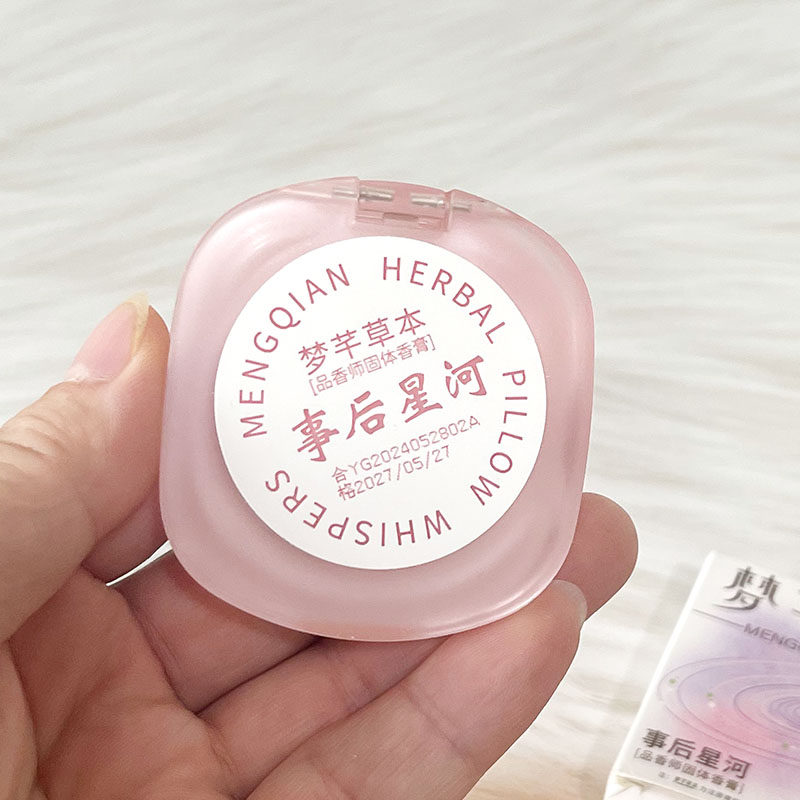 MENGQIAN HERBAL PILLOW WHISPERS
梦芊草本
[品香师固体香膏]
事后星河
合YG2024052802A
格2027/05/27
梦
MENGQ
事后星河
[品香师固体香膏]